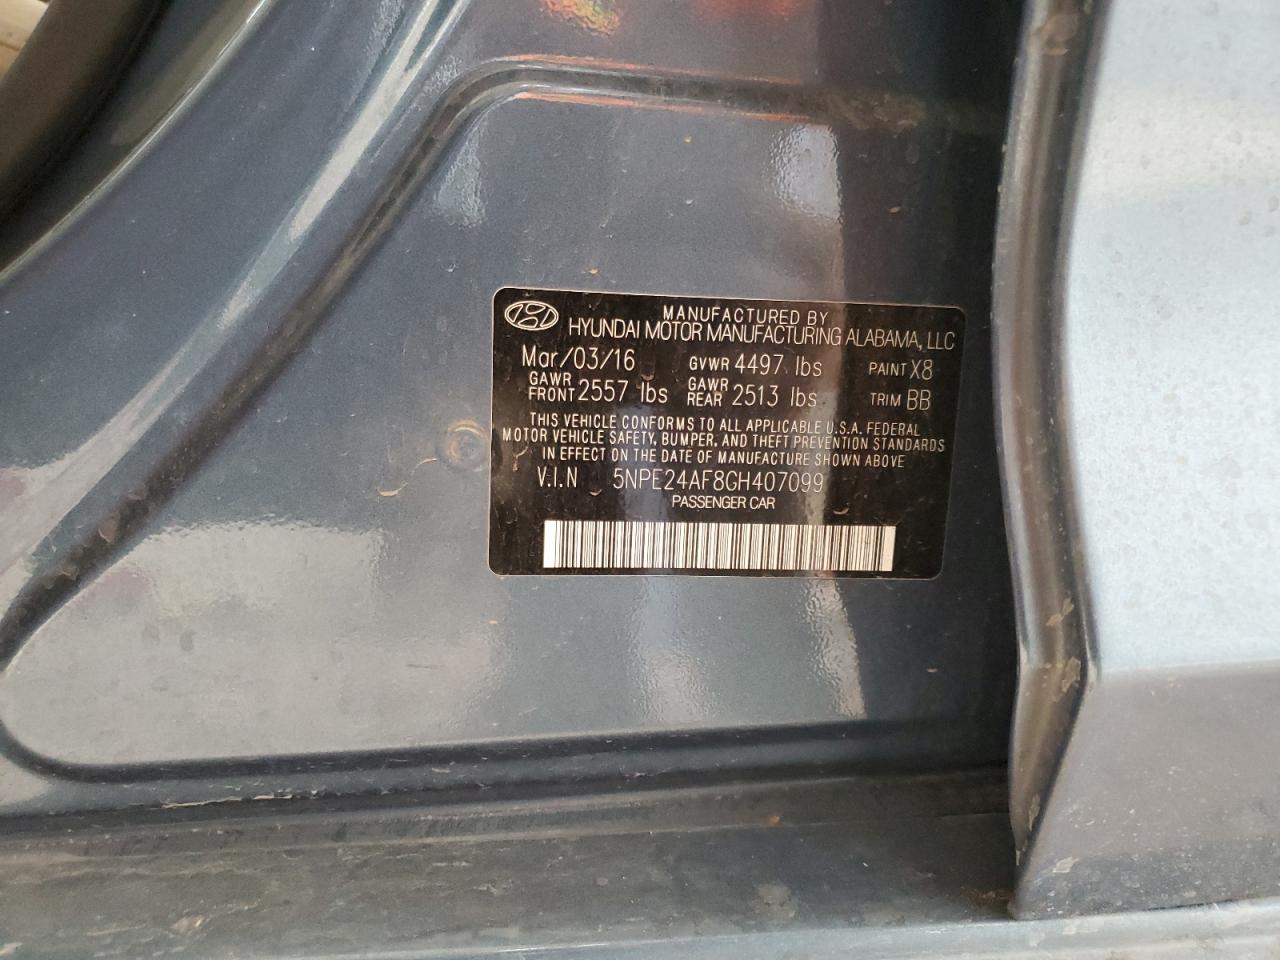 MANUFACTURED BY
HYUNDAI MOTOR MANUFACTURING ALABAMA, LLC
Mar/03/16 GVWR 4497 lbs PAINT X8
GAWR FRONT 2557 lbs GAWR REAR 2513 lbs TRIM BB
THIS VEHICLE CONFORMS TO ALL APPLICABLE U.S.A. FEDERAL
MOTOR VEHICLE SAFETY, BUMPER, AND THEFT PREVENTION STANDARDS
IN EFFECT ON THE DATE OF MANUFACTURE SHOWN ABOVE
V.I.N 5NPE24AF8GH407099
PASSENGER CAR